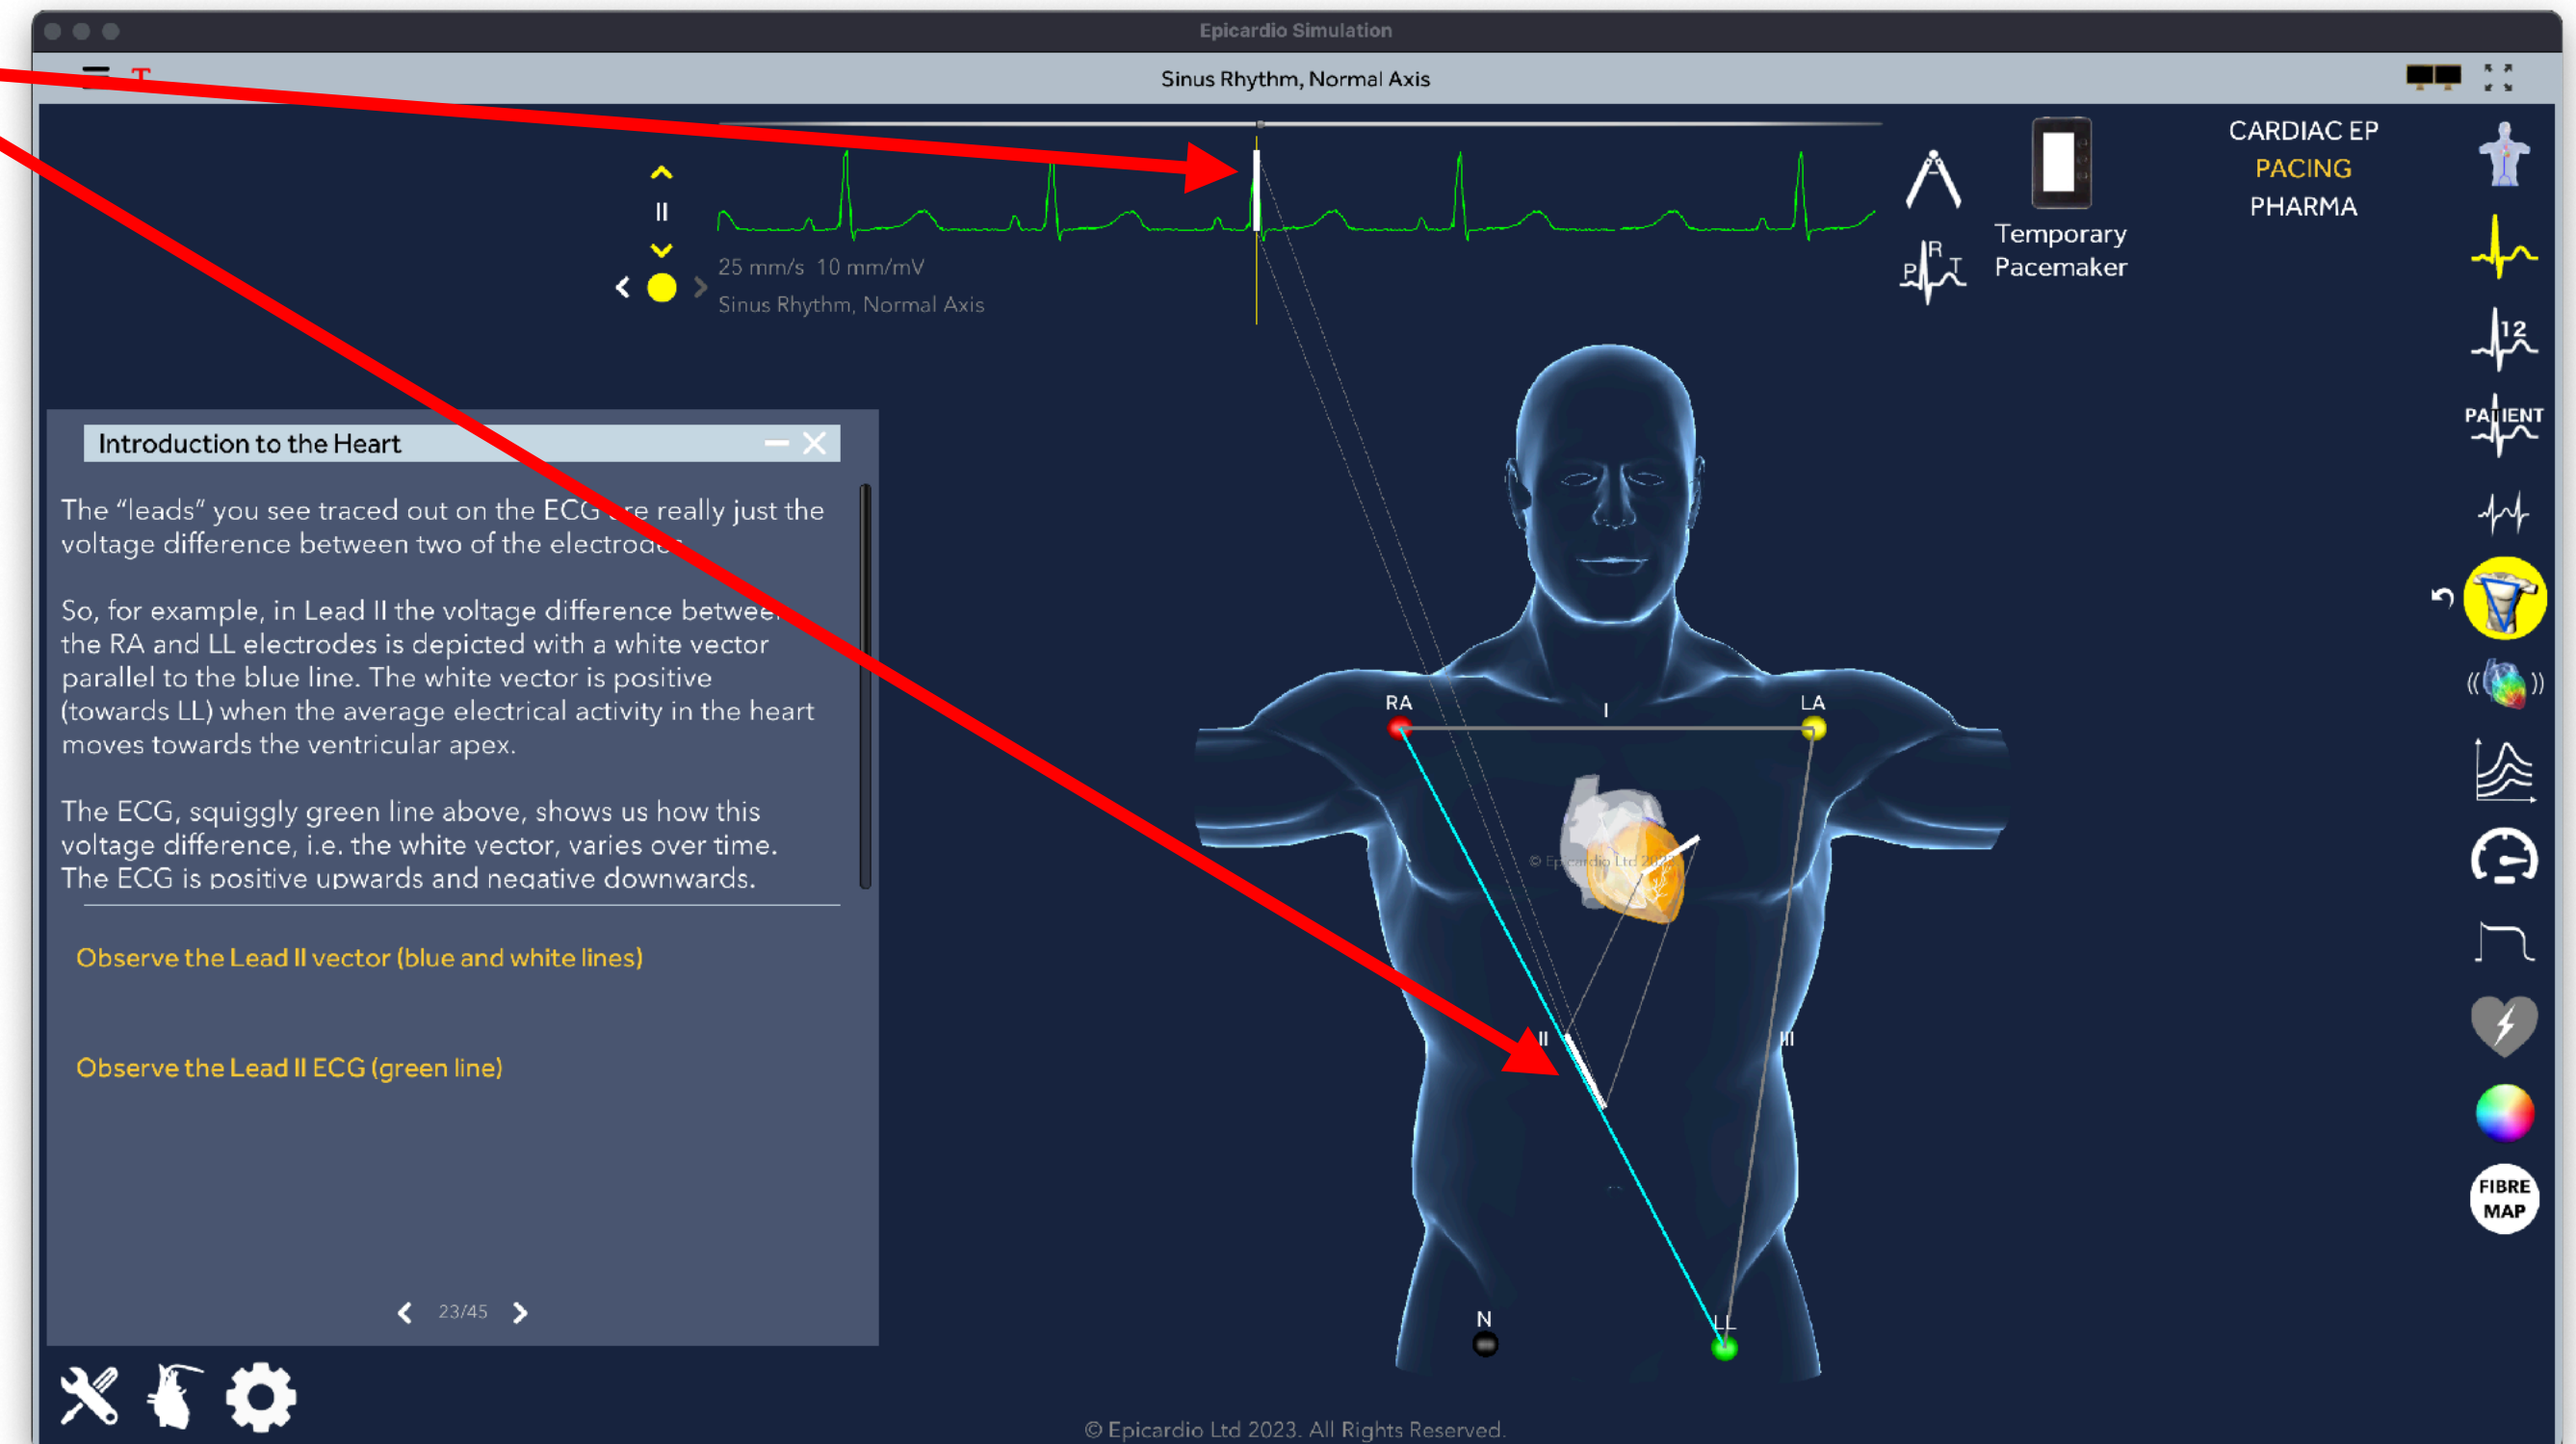 Epicardio Simulation
T
Sinus Rhythm, Normal Axis
II
25 mm/s 10 mm/mV
Sinus Rhythm, Normal Axis
P R T
Temporary
Pacemaker
CARDIAC EP
PACING
PHARMA
12
PATIENT
Introduction to the Heart
The “leads” you see traced out on the ECG are really just the
voltage difference between two of the electrodes
So, for example, in Lead II the voltage difference between
the RA and LL electrodes is depicted with a white vector
parallel to the blue line. The white vector is positive
(towards LL) when the average electrical activity in the heart
moves towards the ventricular apex.
The ECG, squiggly green line above, shows us how this
voltage difference, i.e. the white vector, varies over time.
The ECG is positive upwards and negative downwards.
Observe the Lead II vector (blue and white lines)
Observe the Lead II ECG (green line)
23/45
RA
I
LA
© Epicardio Ltd
II
III
N
LL
FIBRE
MAP
© Epicardio Ltd 2023. All Rights Reserved.